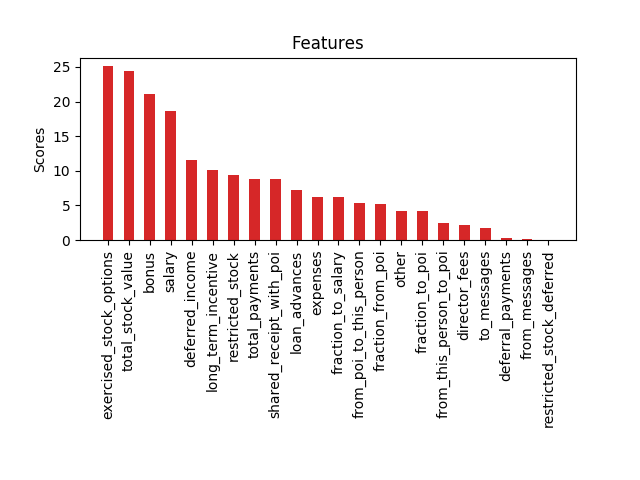 Features
Scores
25
20
15
10
5
0
exercised_stock_options
total_stock_value
bonus
salary
deferred_income
long_term_incentive
restricted_stock
total_payments
shared_receipt_with_poi
loan_advances
expenses
fraction_to_salary
from_poi_to_this_person
fraction_from_poi
other
fraction_to_poi
from_this_person_to_poi
director_fees
to_messages
deferral_payments
from_messages
restricted_stock_deferred